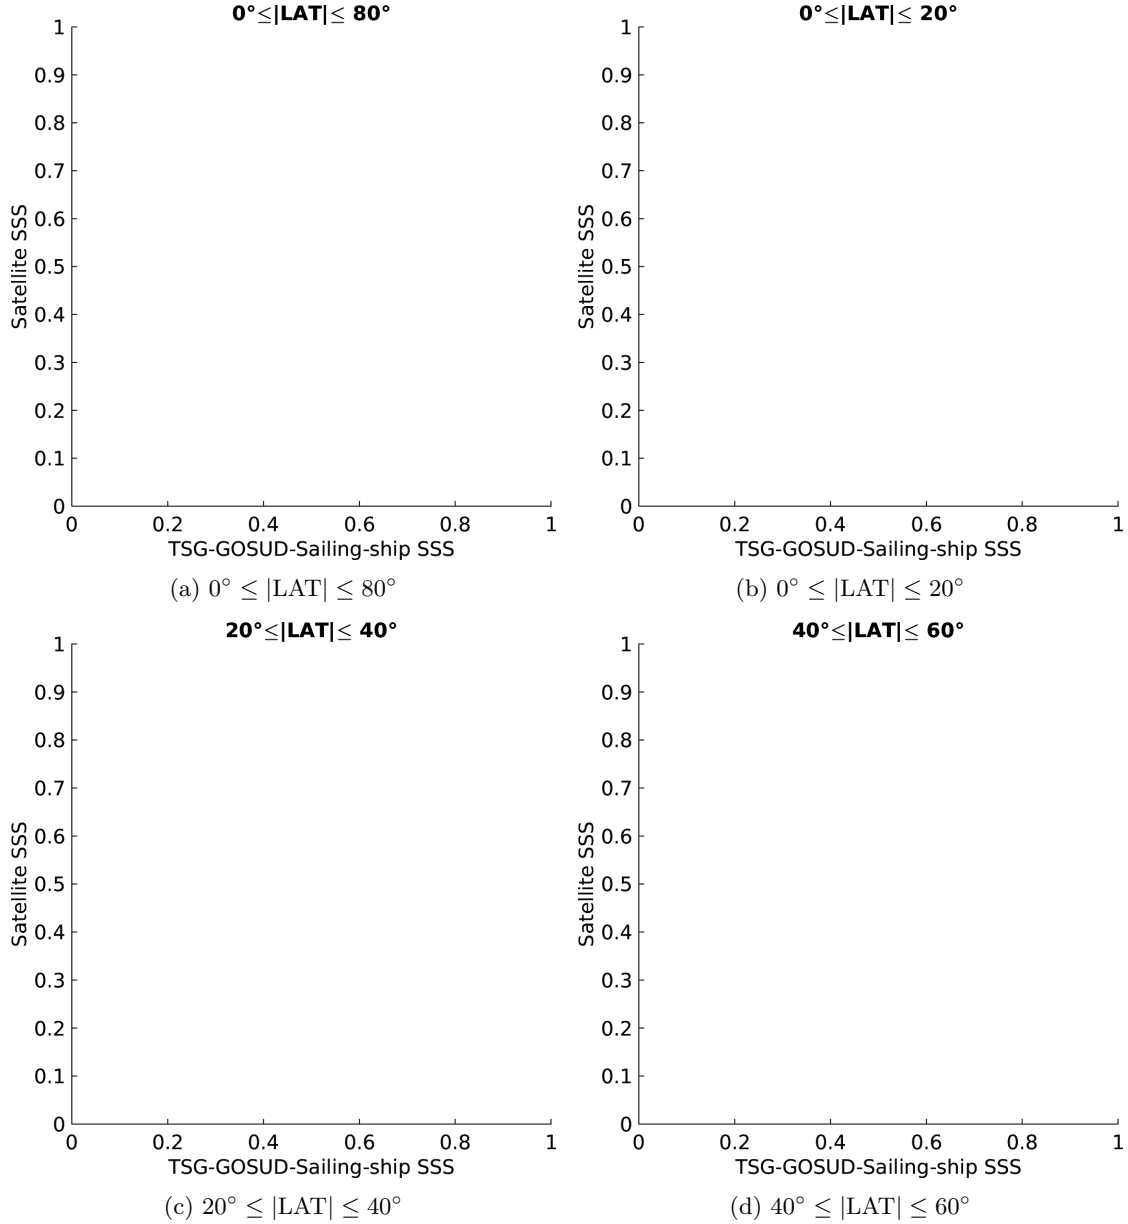 0°≤|LAT|≤ 80°
1
0.9
0.8
0.7
0.6
0.5
0.4
0.3
0.2
0.1
0
Satellite SSS
0 0.2 0.4 0.6 0.8 1
TSG-GOSUD-Sailing-ship SSS
(a) 0° ≤ |LAT| ≤ 80°
0°≤|LAT|≤ 20°
1
0.9
0.8
0.7
0.6
0.5
0.4
0.3
0.2
0.1
0
Satellite SSS
0 0.2 0.4 0.6 0.8 1
TSG-GOSUD-Sailing-ship SSS
(b) 0° ≤ |LAT| ≤ 20°
20°≤|LAT|≤ 40°
1
0.9
0.8
0.7
0.6
0.5
0.4
0.3
0.2
0.1
0
Satellite SSS
0 0.2 0.4 0.6 0.8 1
TSG-GOSUD-Sailing-ship SSS
(c) 20° ≤ |LAT| ≤ 40°
40°≤|LAT|≤ 60°
1
0.9
0.8
0.7
0.6
0.5
0.4
0.3
0.2
0.1
0
Satellite SSS
0 0.2 0.4 0.6 0.8 1
TSG-GOSUD-Sailing-ship SSS
(d) 40° ≤ |LAT| ≤ 60°